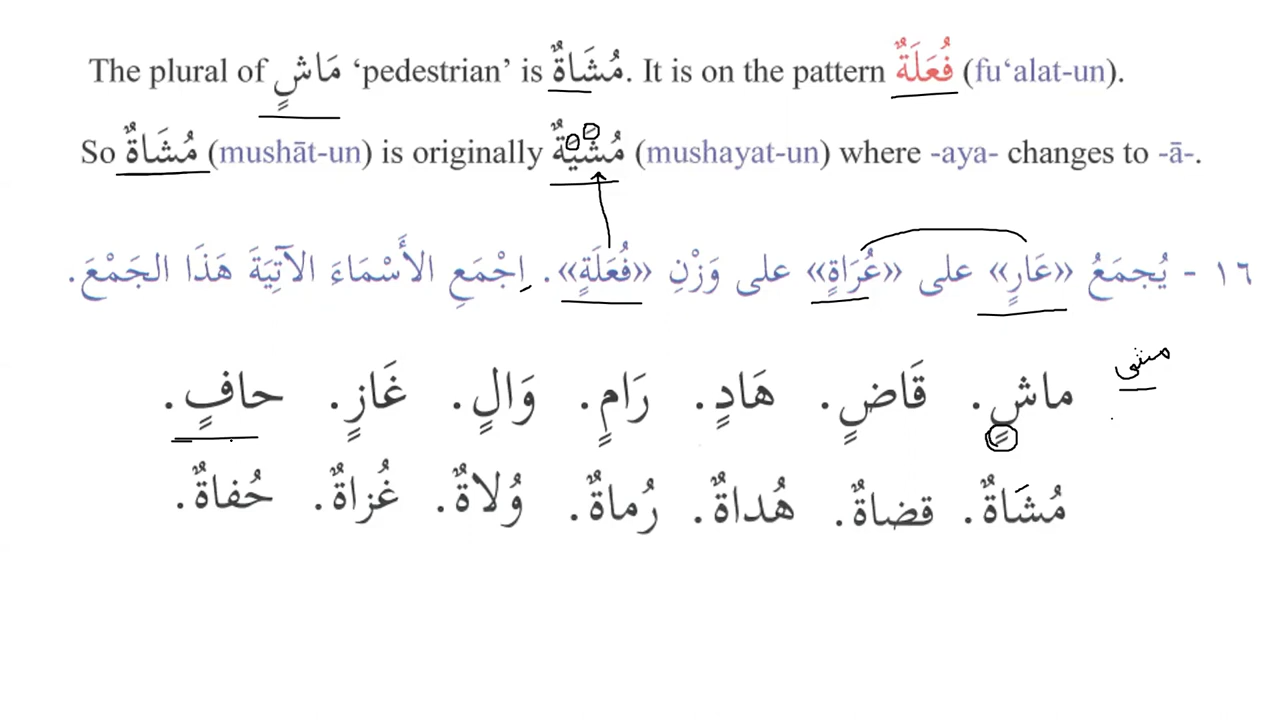 The plural of مَاشٍ ‘pedestrian’ is مُشَاةٌ. It is on the pattern فُعَلَةٌ (fu‘alat-un).
So مُشَاةٌ (mushāt-un) is originally مُشيةٌ (mushayat-un) where -aya- changes to -ā-.
١٦ - يُجمَعُ «عَارٍ» على «عُرَاةٍ» على وَزْنِ «فُعَلَةٍ». اِجْمَعِ الأَسْمَاءَ الآتِيَةَ هَذَا الجَمْعَ.
مشى
ماشٍ. قَاضٍ. هَادٍ. رَامٍ. وَالٍ. غَازٍ. حافٍ.
مُشَاةٌ. قضاةٌ. هُداةٌ. رُماةٌ. وُلاةٌ. غُزاةٌ. حُفاةٌ.